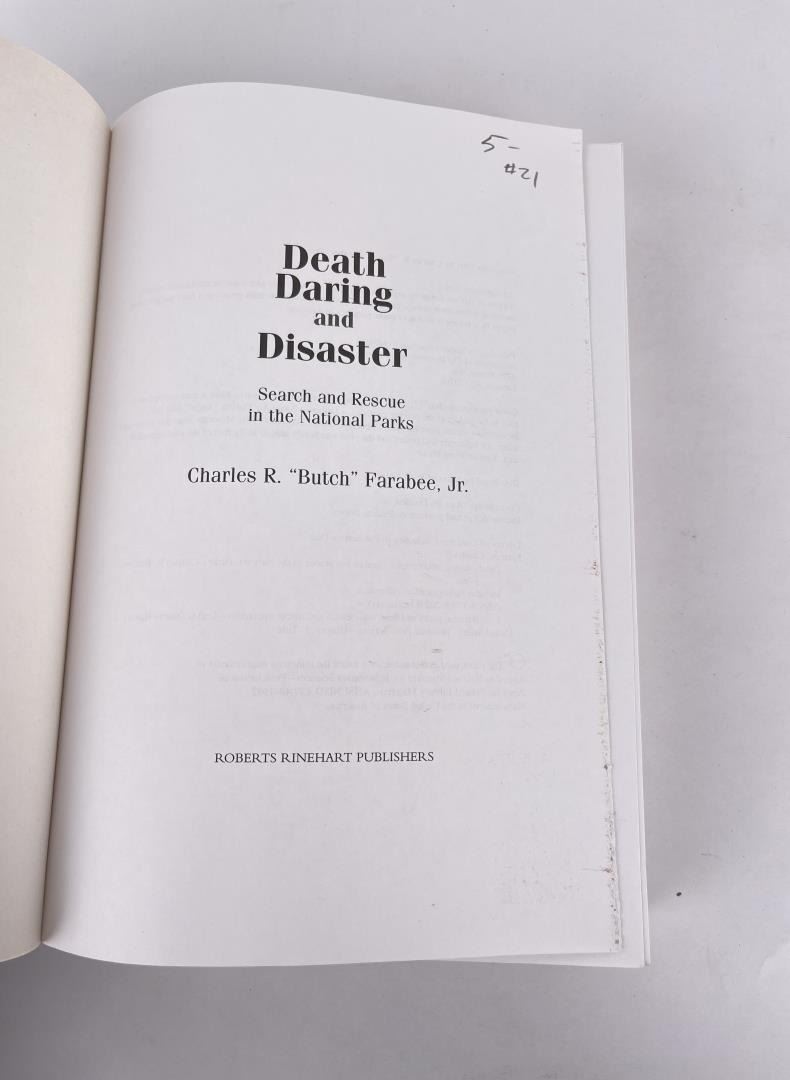 5-
#21
Death
Daring
and
Disaster
Search and Rescue
in the National Parks
Charles R. “Butch” Farabee, Jr.
ROBERTS RINEHART PUBLISHERS